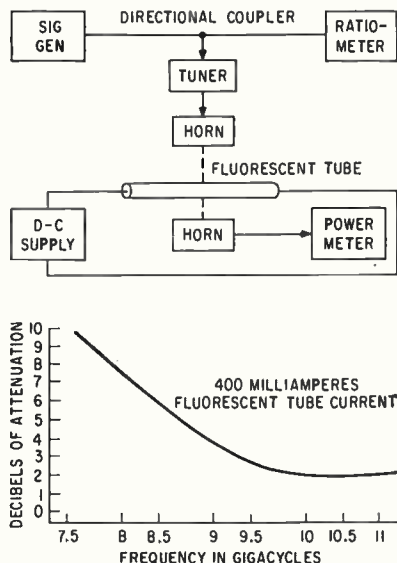 DIRECTIONAL COUPLER
SIG
GEN
RATIO-
METER
TUNER
HORN
FLUORESCENT TUBE
D-C
SUPPLY
HORN
POWER
METER
10
9
8
7
6
5
4
3
2
1
0
DECIBELS OF ATTENUATION
400 MILLIAMPERES
FLUORESCENT TUBE CURRENT
7.5 8 8.5 9 9.5 10 10.5 11
FREQUENCY IN GIGACYCLES